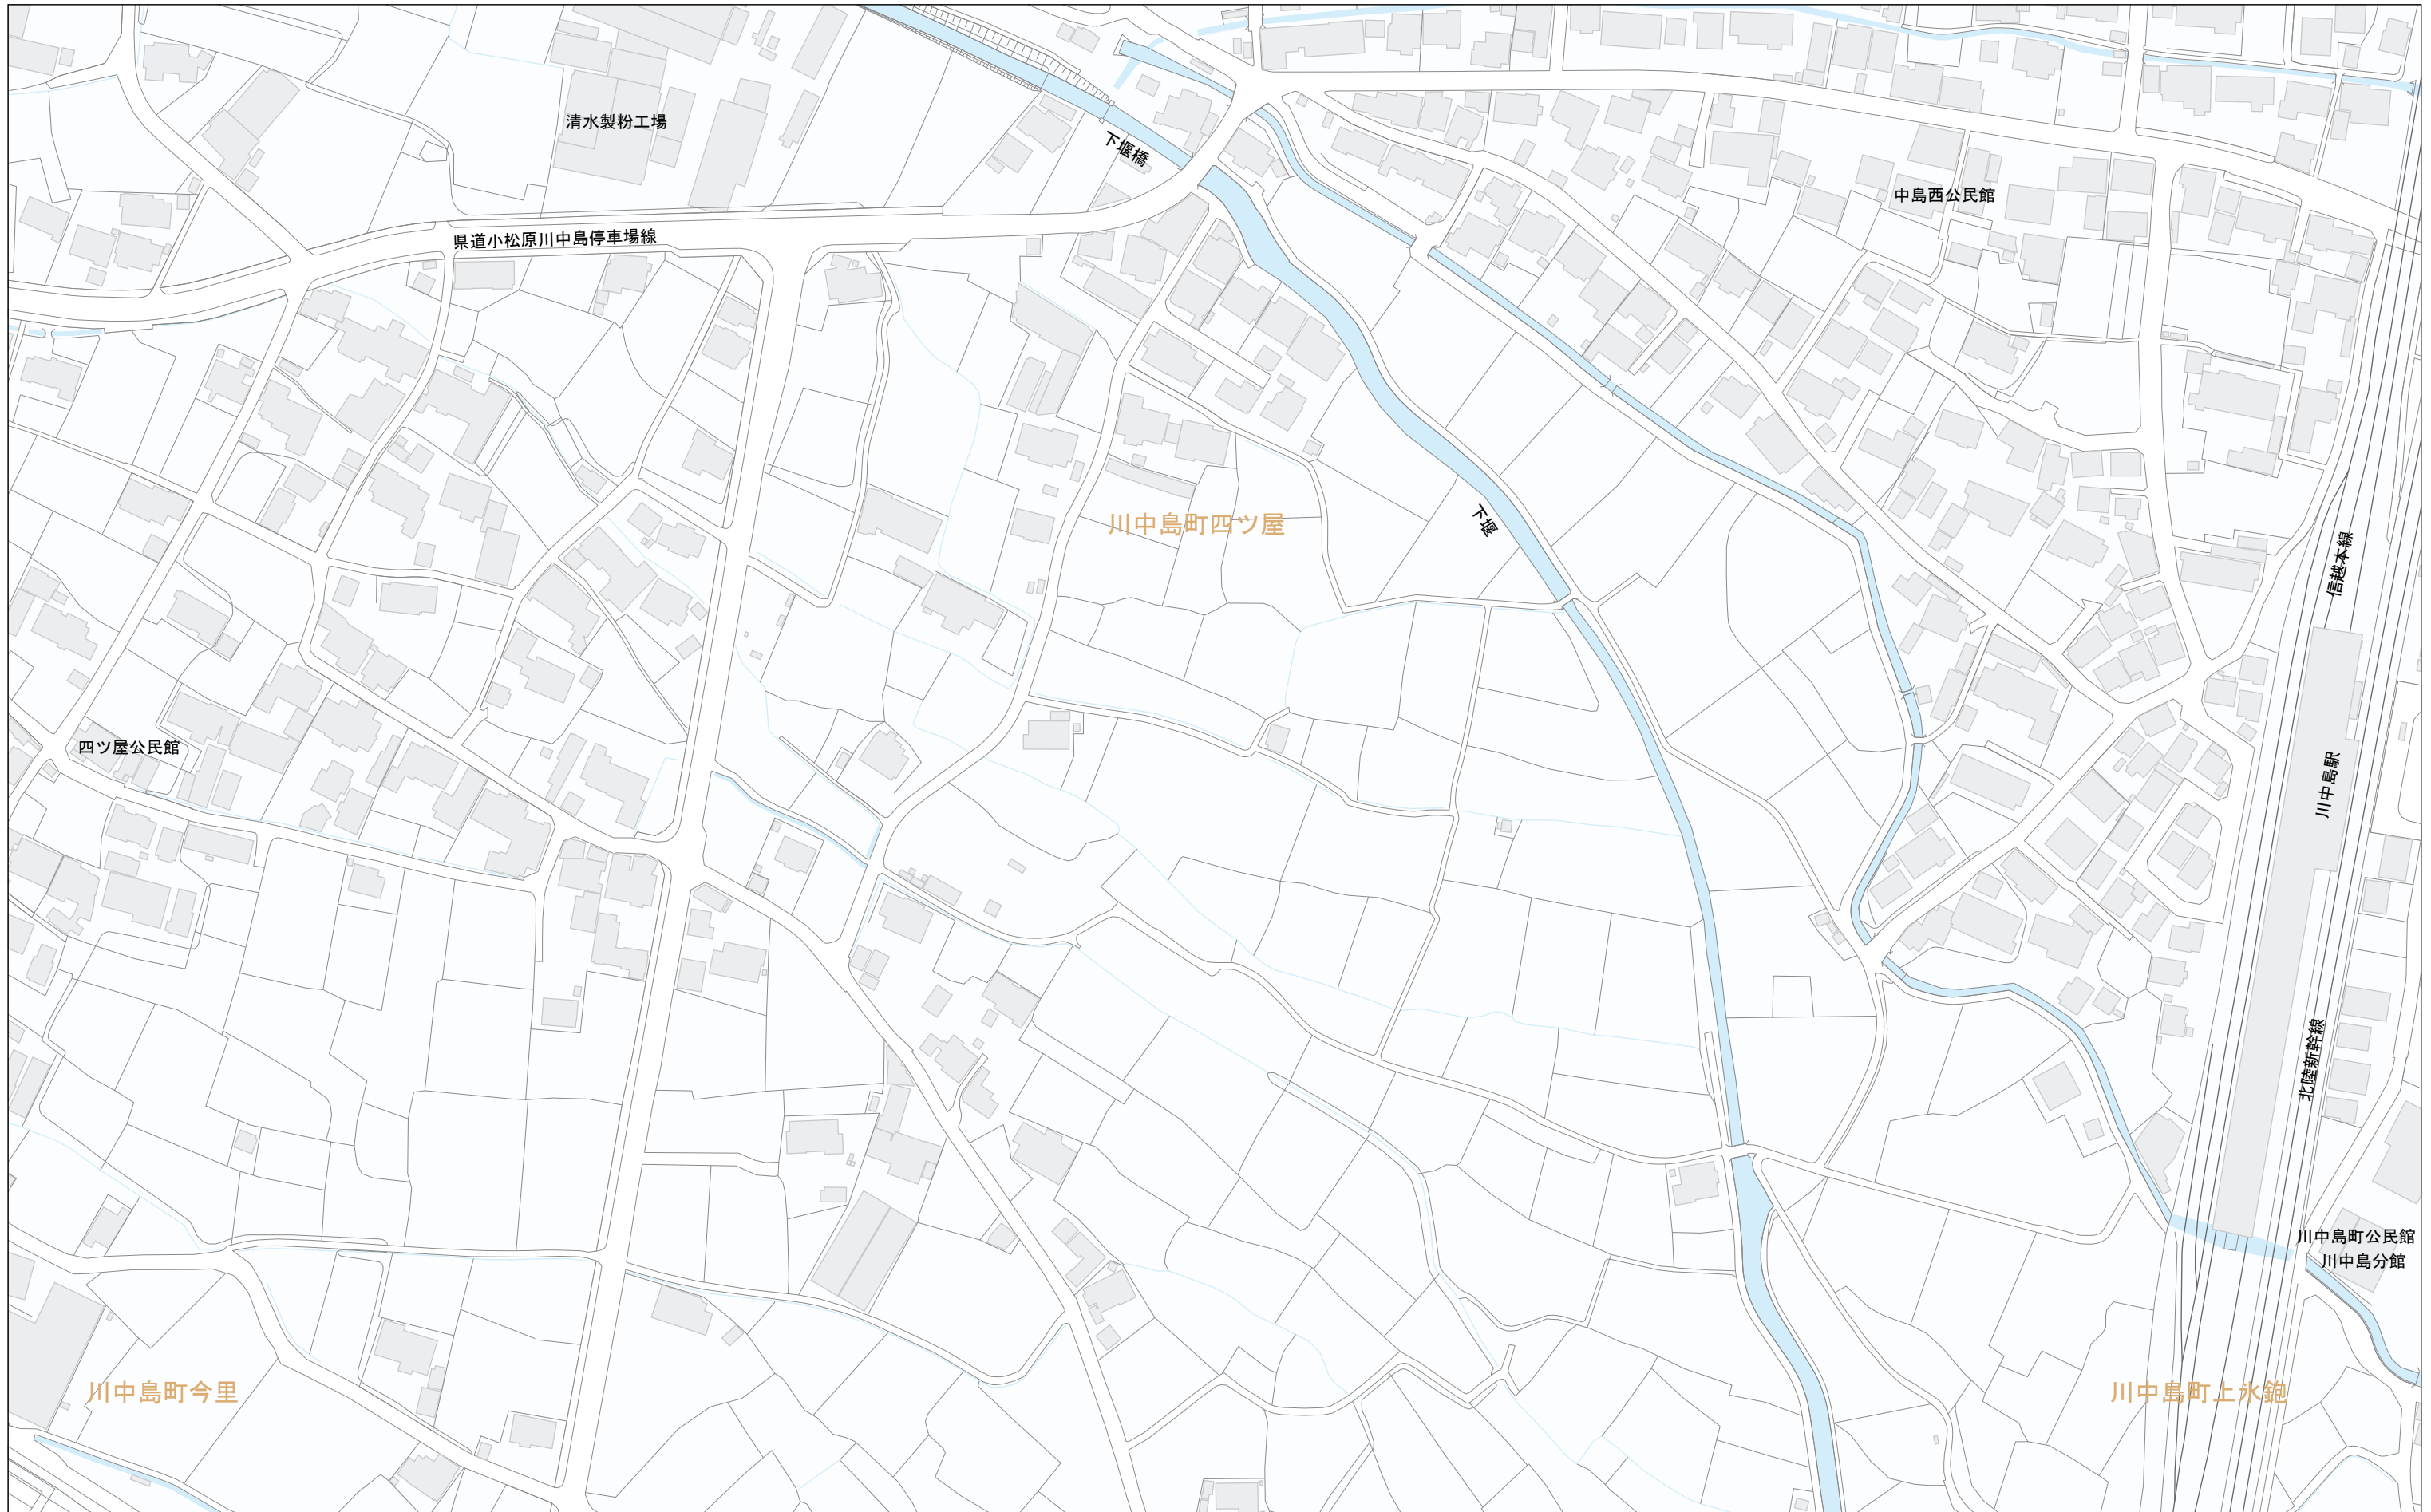 清水製粉工場
下堰橋
中島西公民館
県道小松原川中島停車場線
川中島町四ツ屋
下堰
信越本線
四ツ屋公民館
川中島駅
北陸新幹線
川中島町公民館
川中島分館
川中島町今里
川中島町上氷鉋